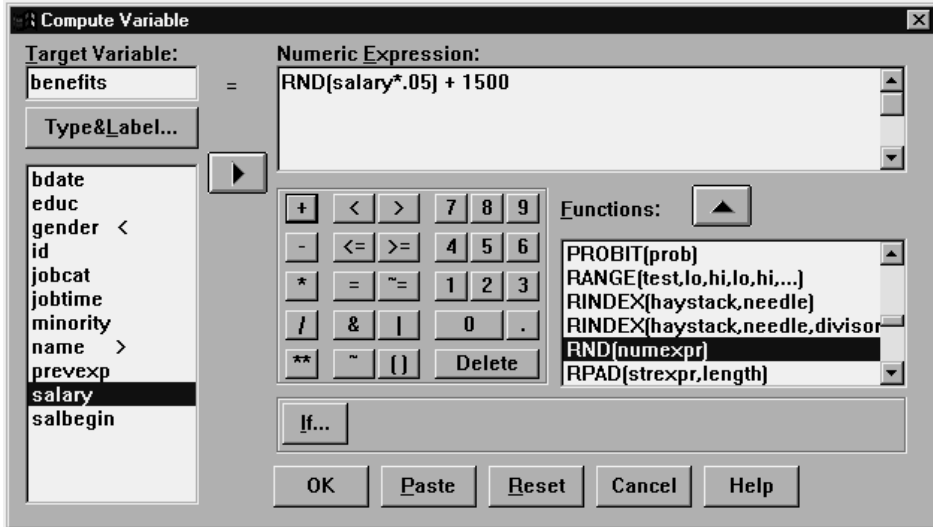 Compute Variable
Target Variable:
benefits
=
Numeric Expression:
RND(salary*.05) + 1500
Type&Label...
bdate
educ
gender <
id
jobcat
jobtime
minority
name >
prevexp
salary
salbegin
+ < > 7 8 9
- <= >= 4 5 6
* = ~= 1 2 3
/ & | 0 .
** ~ () Delete
Functions:
PROBIT(prob)
RANGE(test,lo,hi,lo,hi,...)
RINDEX(haystack,needle)
RINDEX(haystack,needle,divisor
RND(numexpr)
RPAD(strexpr,length)
If...
OK Paste Reset Cancel Help